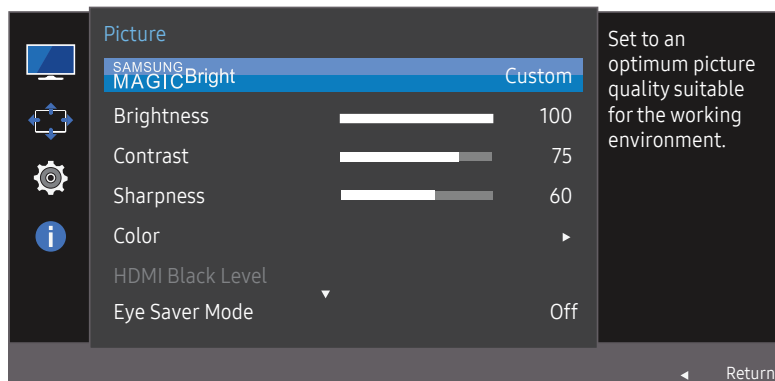 Picture
SAMSUNG
MAGICBright Custom
Brightness 100
Contrast 75
Sharpness 60
Color ▸
HDMI Black Level
▾
Eye Saver Mode Off
Set to an
optimum picture
quality suitable
for the working
environment.
◂ Return